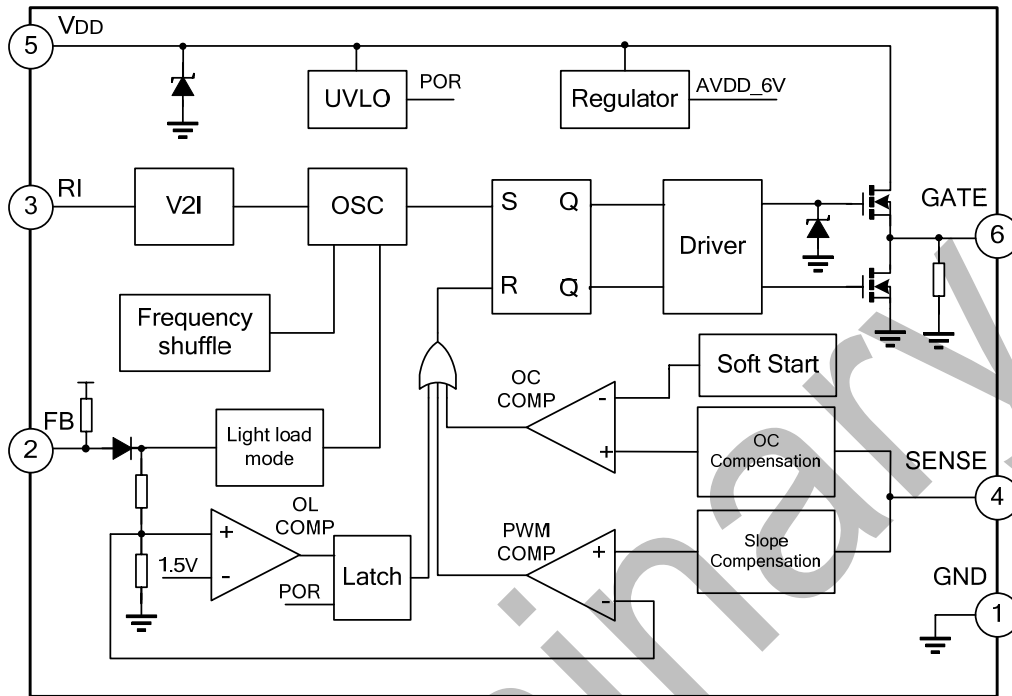 5 VDD
UVLO
POR
Regulator
AVDD_6V
3 RI
V2I
OSC
S Q
R Q
Driver
GATE
6
Frequency
shuffle
Soft Start
OC
COMP
-
+
OC
Compensation
2 FB
Light load
mode
SENSE
4
OL
COMP
+
-
1.5V
POR
Latch
PWM
COMP
+
-
Slope
Compensation
GND
1
inary